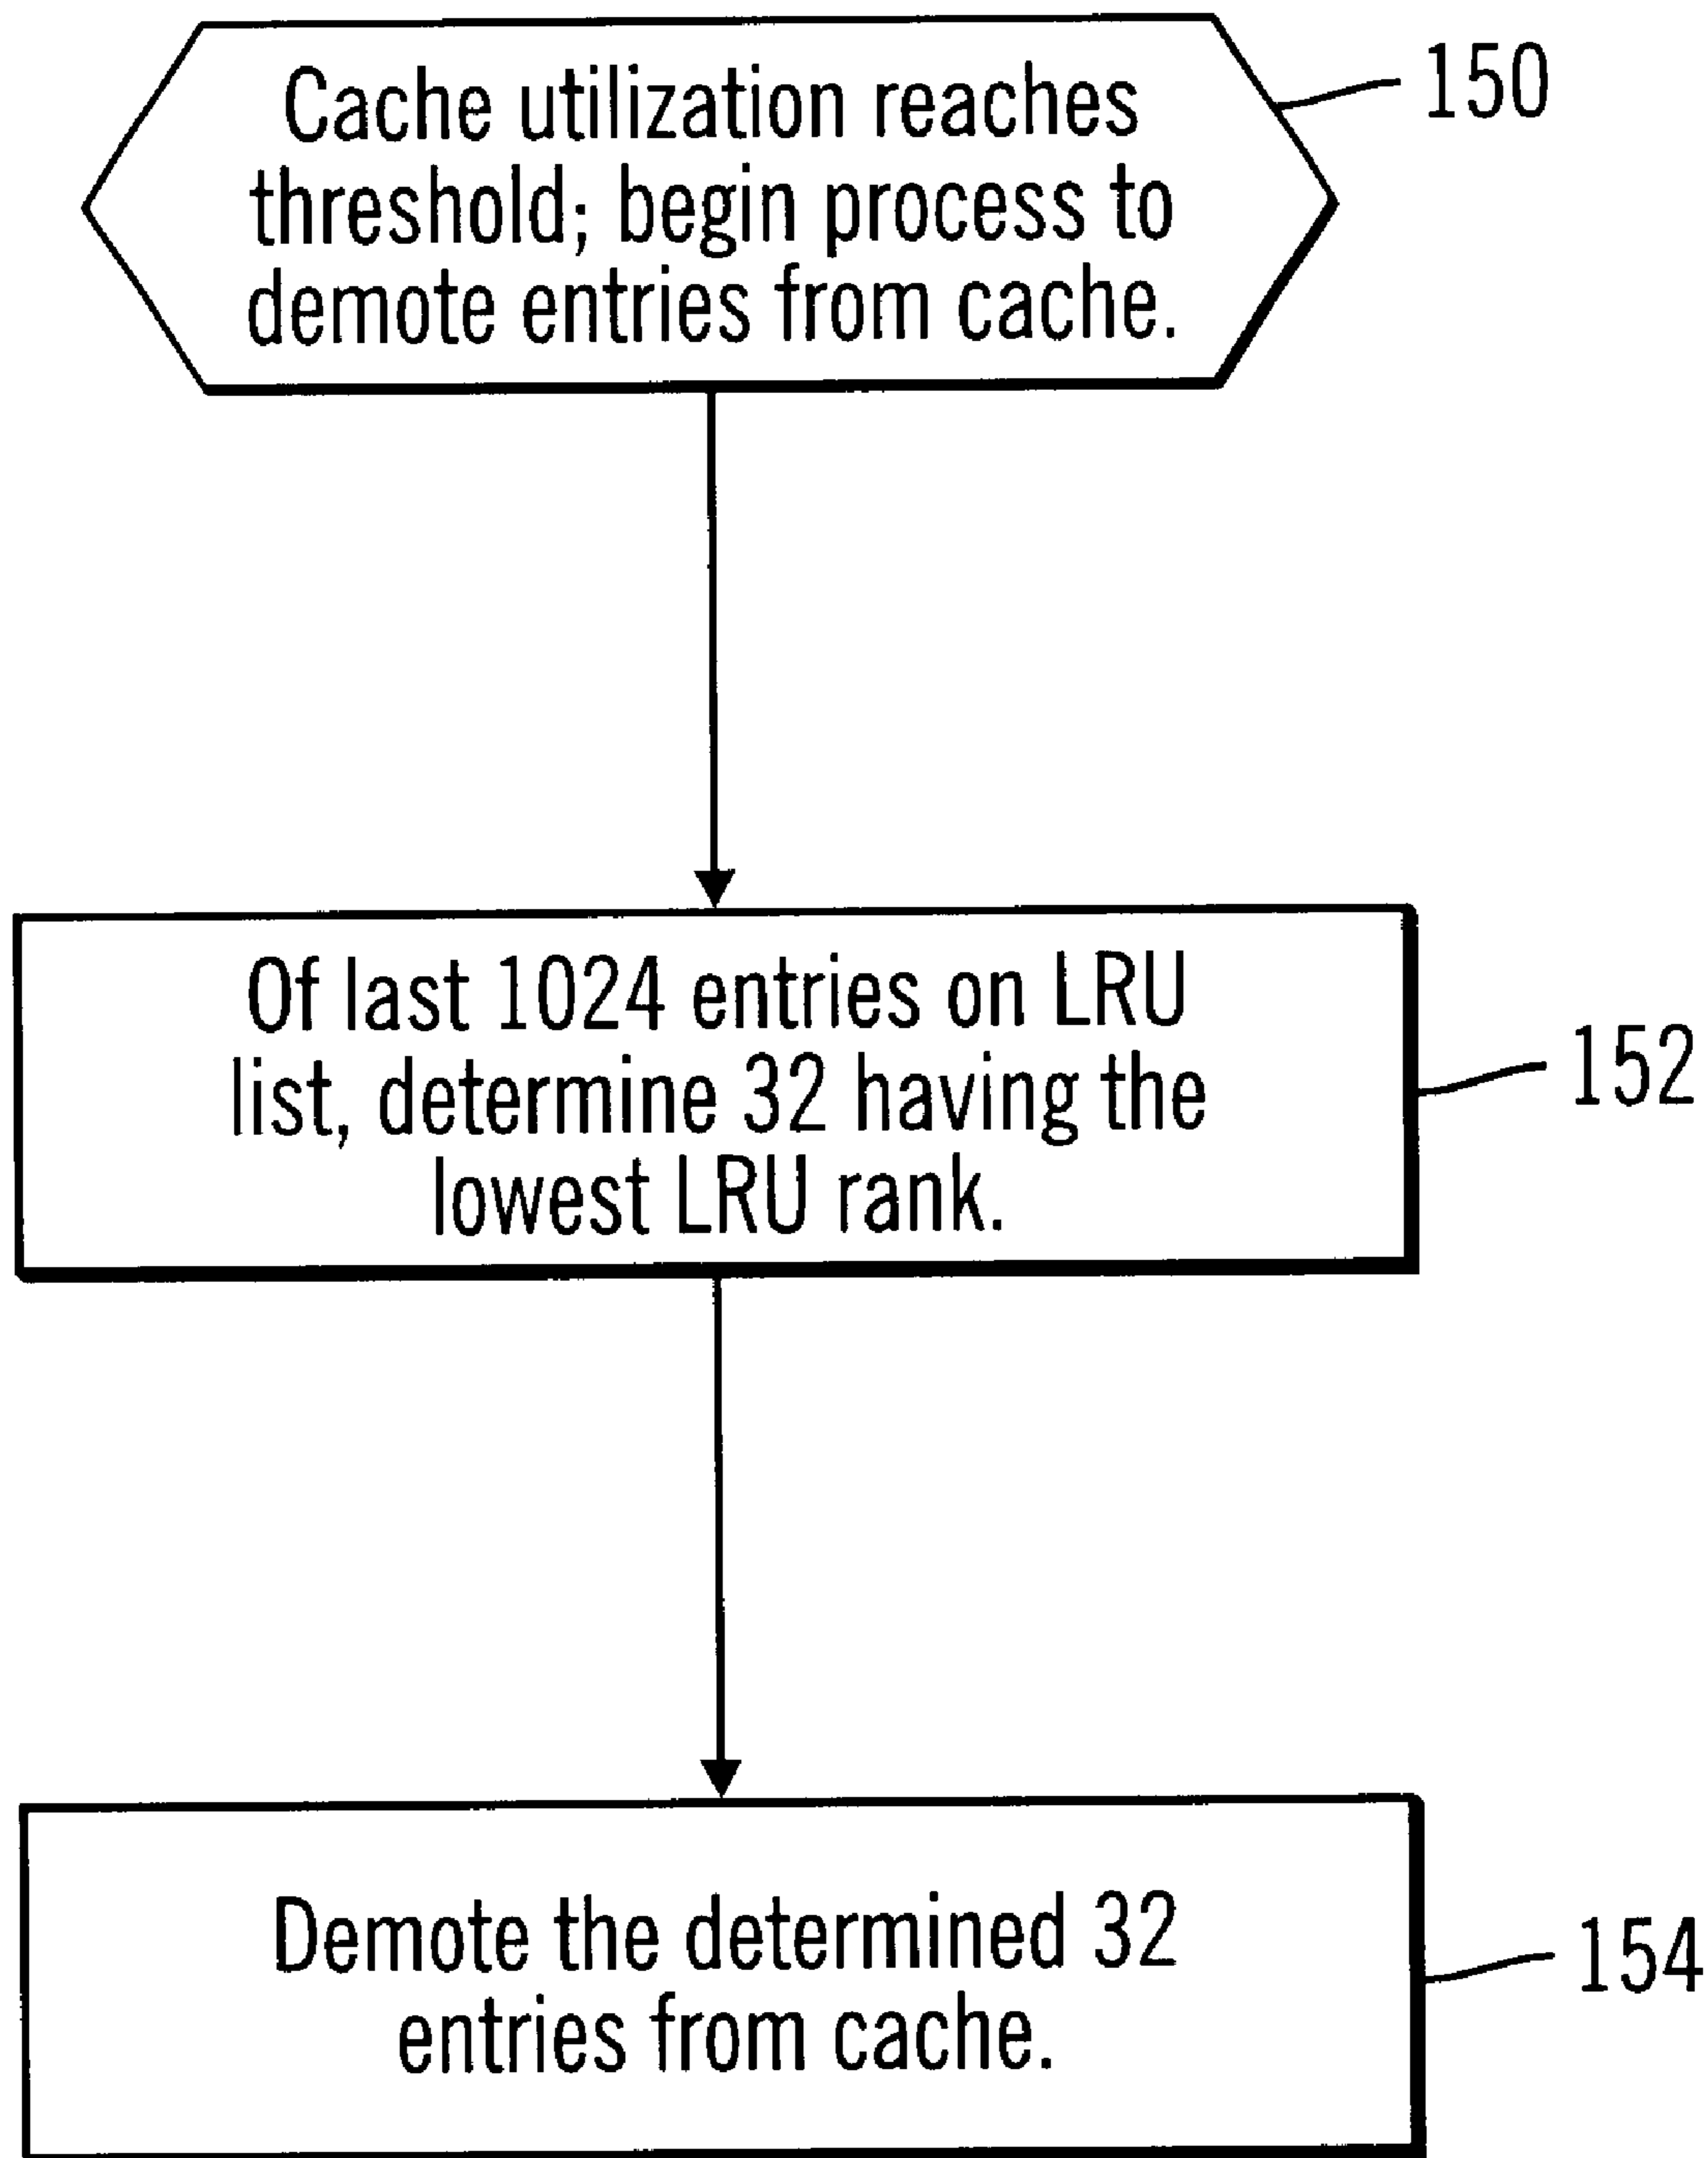 Cache utilization reaches
threshold; begin process to
demote entries from cache.
150
Of last 1024 entries on LRU
list, determine 32 having the
lowest LRU rank.
152
Demote the determined 32
entries from cache.
154